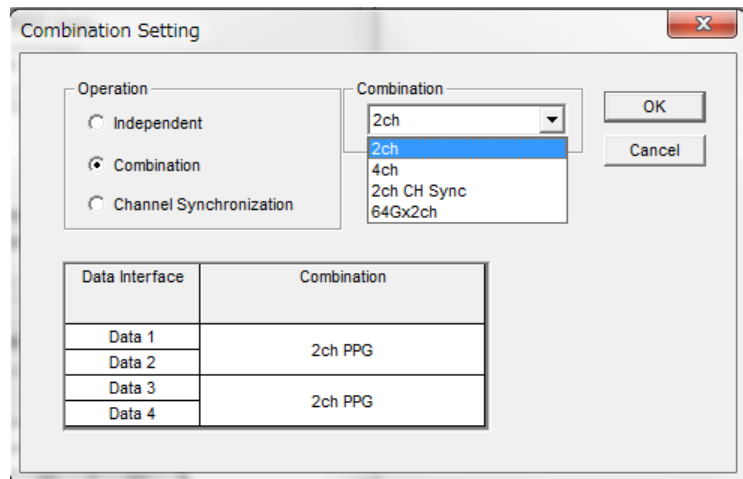 Combination Setting
Operation
Independent
Combination
Channel Synchronization
Combination
2ch
2ch
4ch
2ch CH Sync
64Gx2ch
OK
Cancel
Data Interface Combination
Data 1
Data 2
2ch PPG
Data 3
Data 4
2ch PPG